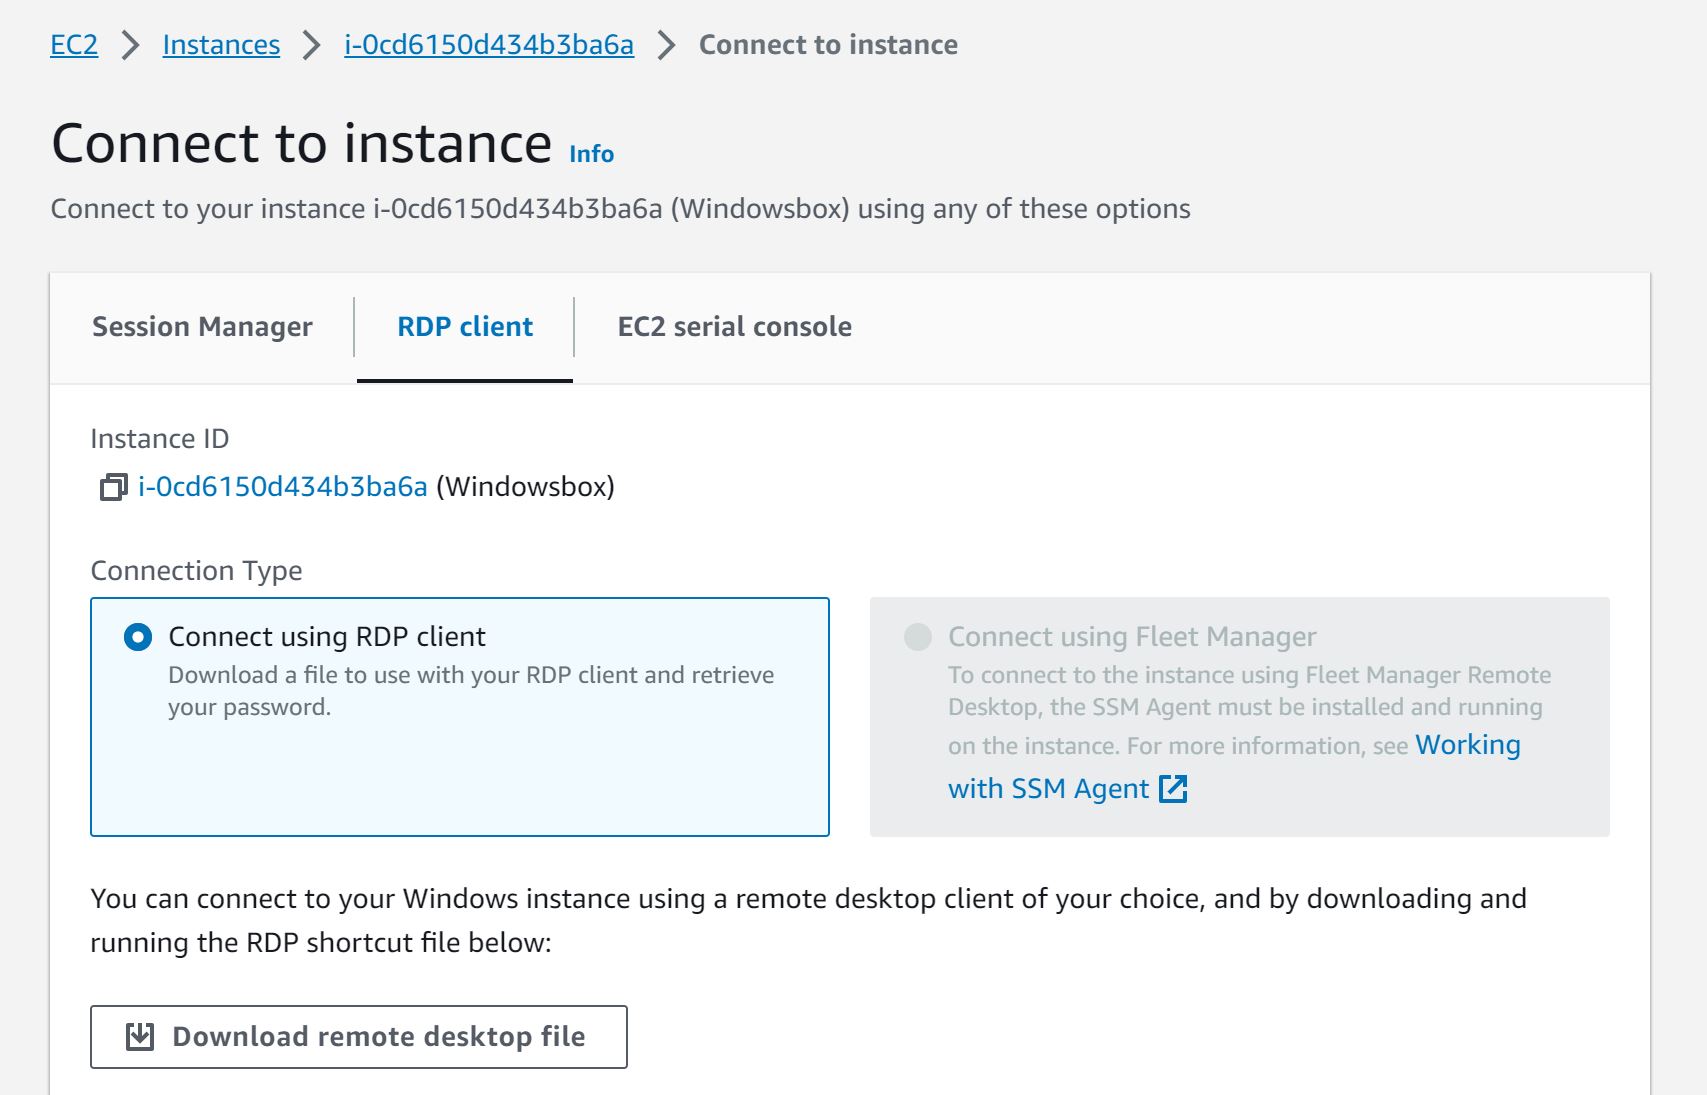 EC2 Instances i-0cd6150d434b3ba6a Connect to instance
Connect to instance Info
Connect to your instance i-0cd6150d434b3ba6a (Windowsbox) using any of these options
Session Manager RDP client EC2 serial console
Instance ID
i-0cd6150d434b3ba6a (Windowsbox)
Connection Type
Connect using RDP client
Download a file to use with your RDP client and retrieve
your password.
Connect using Fleet Manager
To connect to the instance using Fleet Manager Remote
Desktop, the SSM Agent must be installed and running
on the instance. For more information, see Working
with SSM Agent
You can connect to your Windows instance using a remote desktop client of your choice, and by downloading and
running the RDP shortcut file below:
Download remote desktop file